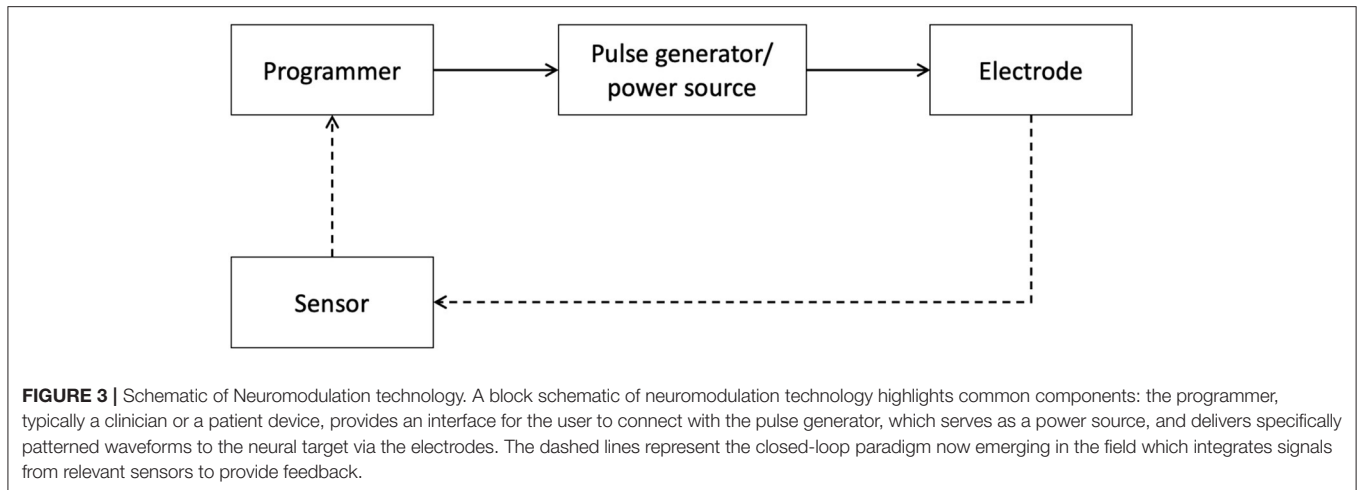 Programmer
Pulse generator/
power source
Electrode
Sensor
FIGURE 3 | Schematic of Neuromodulation technology. A block schematic of neuromodulation technology highlights common components: the programmer,
typically a clinician or a patient device, provides an interface for the user to connect with the pulse generator, which serves as a power source, and delivers specifically
patterned waveforms to the neural target via the electrodes. The dashed lines represent the closed-loop paradigm now emerging in the field which integrates signals
from relevant sensors to provide feedback.